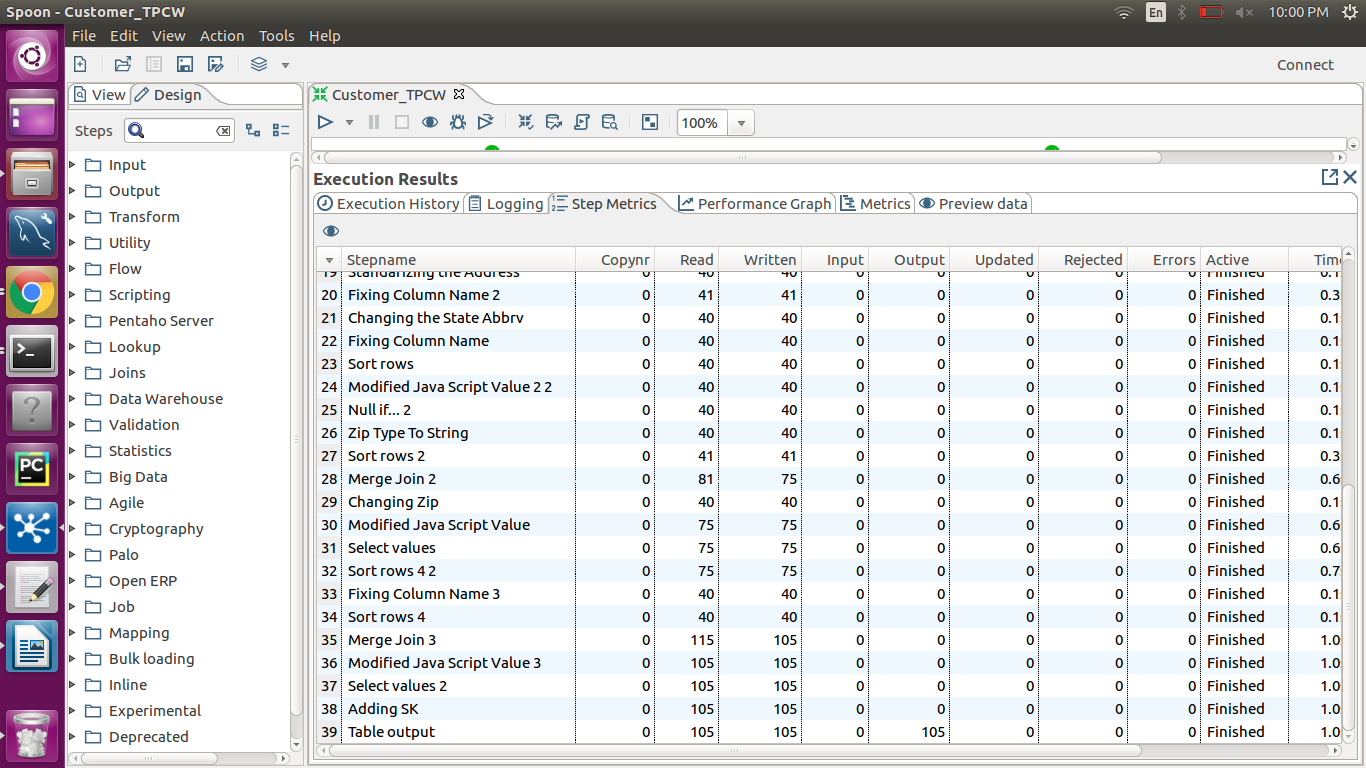 Spoon - Customer_TPCW
En
10:00 PM
File Edit View Action Tools Help
Connect
View Design
Customer_TPCW
Steps
100%
Input
Output
Transform
Utility
Flow
Scripting
Pentaho Server
Lookup
Joins
Data Warehouse
Validation
Statistics
Big Data
Agile
Cryptography
Palo
Open ERP
Job
Mapping
Bulk loading
Inline
Experimental
Deprecated
PC
Execution Results
Execution History Logging Step Metrics Performance Graph Metrics Preview data
Stepname Copynr Read Written Input Output Updated Rejected Errors Active Time
19 Standarizing the Address 0 40 40 0 0 0 0 0 Finished 0.1
20 Fixing Column Name 2 0 41 41 0 0 0 0 0 Finished 0.3
21 Changing the State Abbrv 0 40 40 0 0 0 0 0 Finished 0.1
22 Fixing Column Name 0 40 40 0 0 0 0 0 Finished 0.1
23 Sort rows 0 40 40 0 0 0 0 0 Finished 0.1
24 Modified Java Script Value 2 2 0 40 40 0 0 0 0 0 Finished 0.1
25 Null if... 2 0 40 40 0 0 0 0 0 Finished 0.1
26 Zip Type To String 0 40 40 0 0 0 0 0 Finished 0.1
27 Sort rows 2 0 41 41 0 0 0 0 0 Finished 0.3
28 Merge Join 2 0 81 75 0 0 0 0 0 Finished 0.6
29 Changing Zip 0 40 40 0 0 0 0 0 Finished 0.1
30 Modified Java Script Value 0 75 75 0 0 0 0 0 Finished 0.6
31 Select values 0 75 75 0 0 0 0 0 Finished 0.6
32 Sort rows 4 2 0 75 75 0 0 0 0 0 Finished 0.7
33 Fixing Column Name 3 0 40 40 0 0 0 0 0 Finished 0.1
34 Sort rows 4 0 40 40 0 0 0 0 0 Finished 0.1
35 Merge Join 3 0 115 105 0 0 0 0 0 Finished 1.0
36 Modified Java Script Value 3 0 105 105 0 0 0 0 0 Finished 1.0
37 Select values 2 0 105 105 0 0 0 0 0 Finished 1.0
38 Adding SK 0 105 105 0 0 0 0 0 Finished 1.0
39 Table output 0 105 105 0 105 0 0 0 Finished 1.0